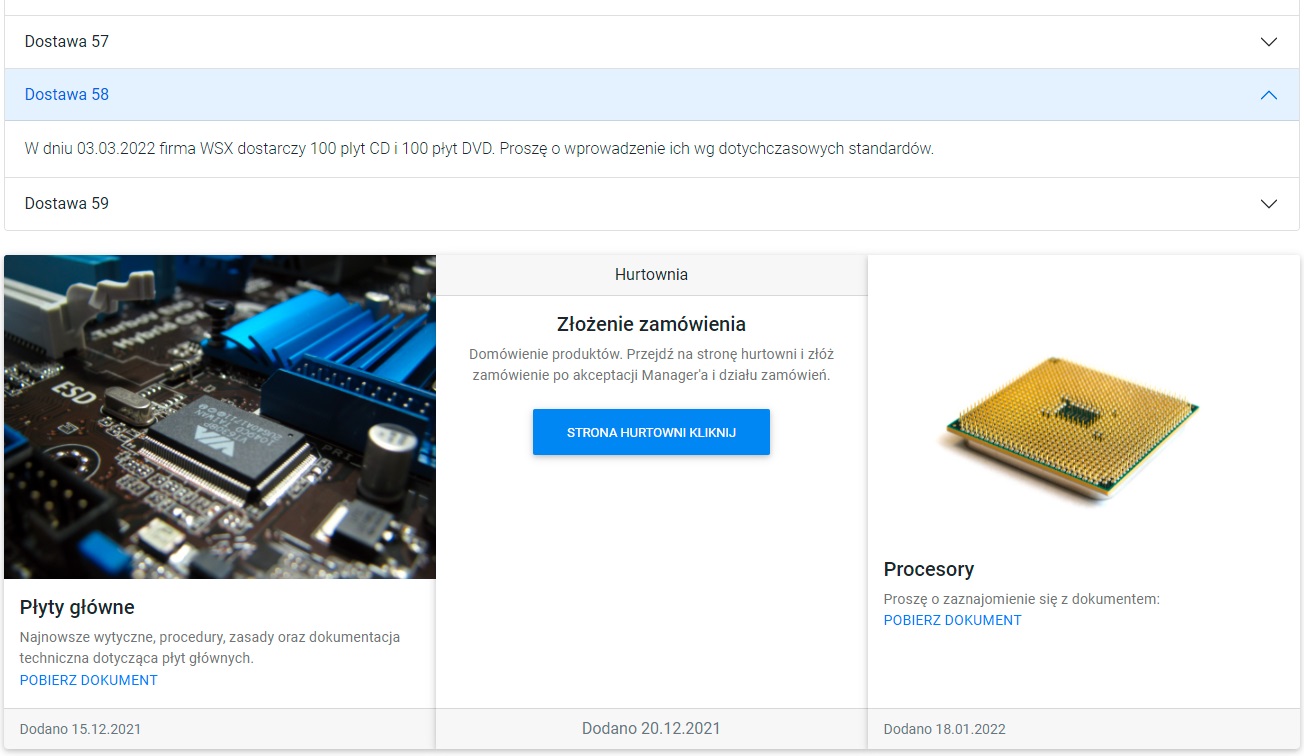 Dostawa 57
Dostawa 58
W dniu 03.03.2022 firma WSX dostarczy 100 plyt CD i 100 płyt DVD. Proszę o wprowadzenie ich wg dotychczasowych standardów.
Dostawa 59
ESD
VIA
Płyty główne
Najnowsze wytyczne, procedury, zasady oraz dokumentacja
techniczna dotycząca płyt głównych.
POBIERZ DOKUMENT
Dodano 15.12.2021
Hurtownia
Złożenie zamówienia
Domówienie produktów. Przejdź na stronę hurtowni i złóż
zamówienie po akceptacji Manager'a i działu zamówień.
STRONA HURTOWNI KLIKNIJ
Dodano 20.12.2021
Procesory
Proszę o zaznajomienie się z dokumentem:
POBIERZ DOKUMENT
Dodano 18.01.2022